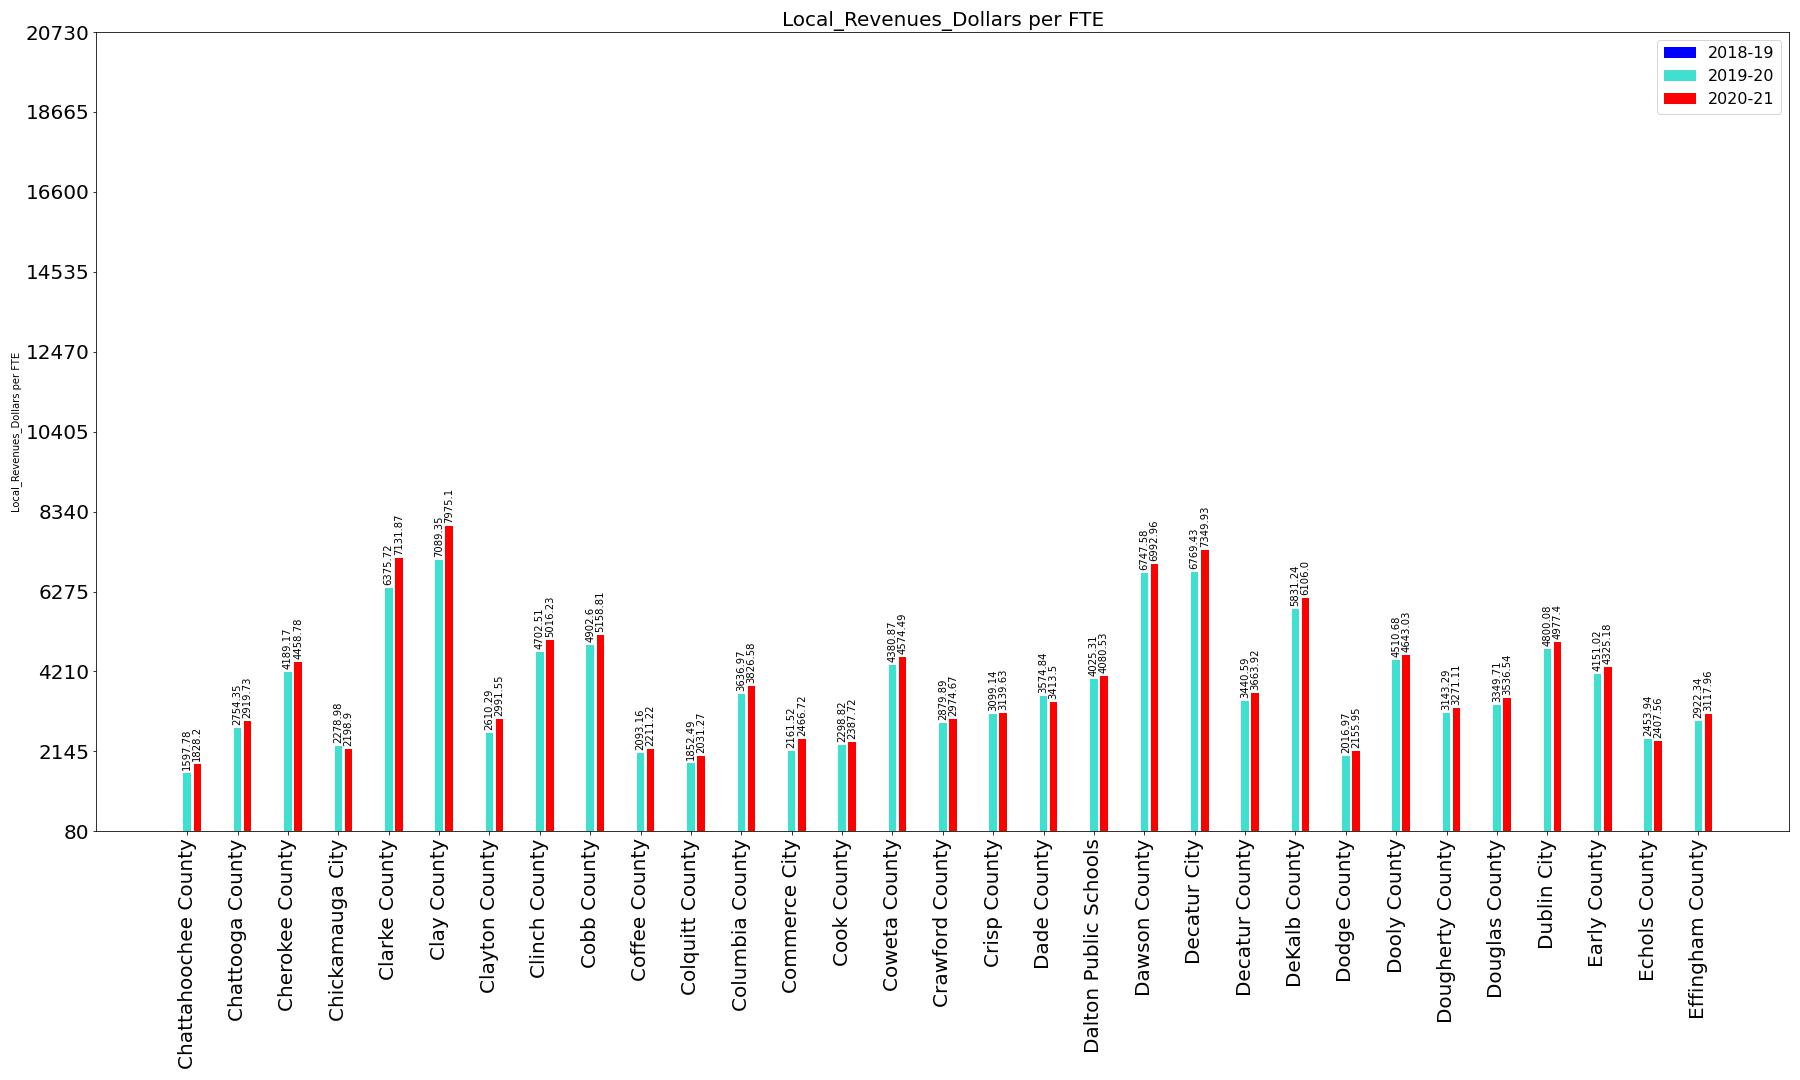 Local_Revenues_Dollars per FTE
2018-19
2019-20
2020-21
Local_Revenues_Dollars per FTE
20730
18665
16600
14535
12470
10405
8340
6275
4210
2145
80
1597.78
1828.2
2754.35
2919.73
4189.17
4458.78
2278.98
2198.9
6375.72
7131.87
7089.35
7975.1
2610.29
2991.55
4702.51
5016.23
4902.6
5158.81
2093.16
2211.22
1852.49
2031.27
3636.97
3826.58
2161.52
2466.72
2298.82
2387.72
4380.87
4574.49
2879.89
2974.67
3099.14
3139.63
3574.84
3413.5
4025.31
4080.53
6747.58
6992.96
6769.43
7349.93
3440.59
3663.92
5831.24
6106.0
2016.97
2155.95
4510.68
4643.03
3143.29
3271.11
3349.71
3536.54
4800.08
4977.4
4151.02
4325.18
2453.94
2407.56
2922.34
3117.96
Chattahoochee County
Chattooga County
Cherokee County
Chickamauga City
Clarke County
Clay County
Clayton County
Clinch County
Cobb County
Coffee County
Colquitt County
Columbia County
Commerce City
Cook County
Coweta County
Crawford County
Crisp County
Dade County
Dalton Public Schools
Dawson County
Decatur City
Decatur County
DeKalb County
Dodge County
Dooly County
Dougherty County
Douglas County
Dublin City
Early County
Echols County
Effingham County